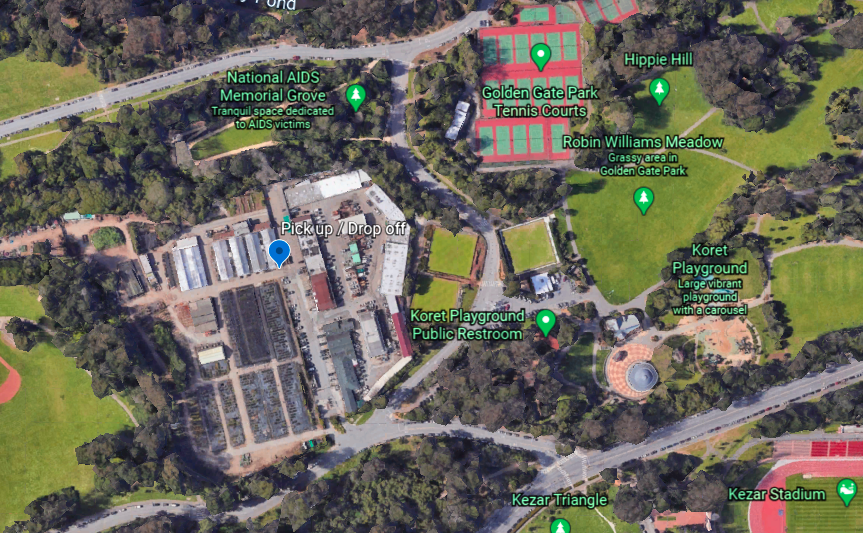 Pond
National AIDS
Memorial Grove
Tranquil space dedicated
to AIDS victims
Golden Gate Park
Tennis Courts
Hippie Hill
Robin Williams Meadow
Grassy area in
Golden Gate Park
Pick up / Drop off
Koret
Playground
Large vibrant
playground
with a carousel
Koret Playground
Public Restroom
Kezar Triangle
Kezar Stadium